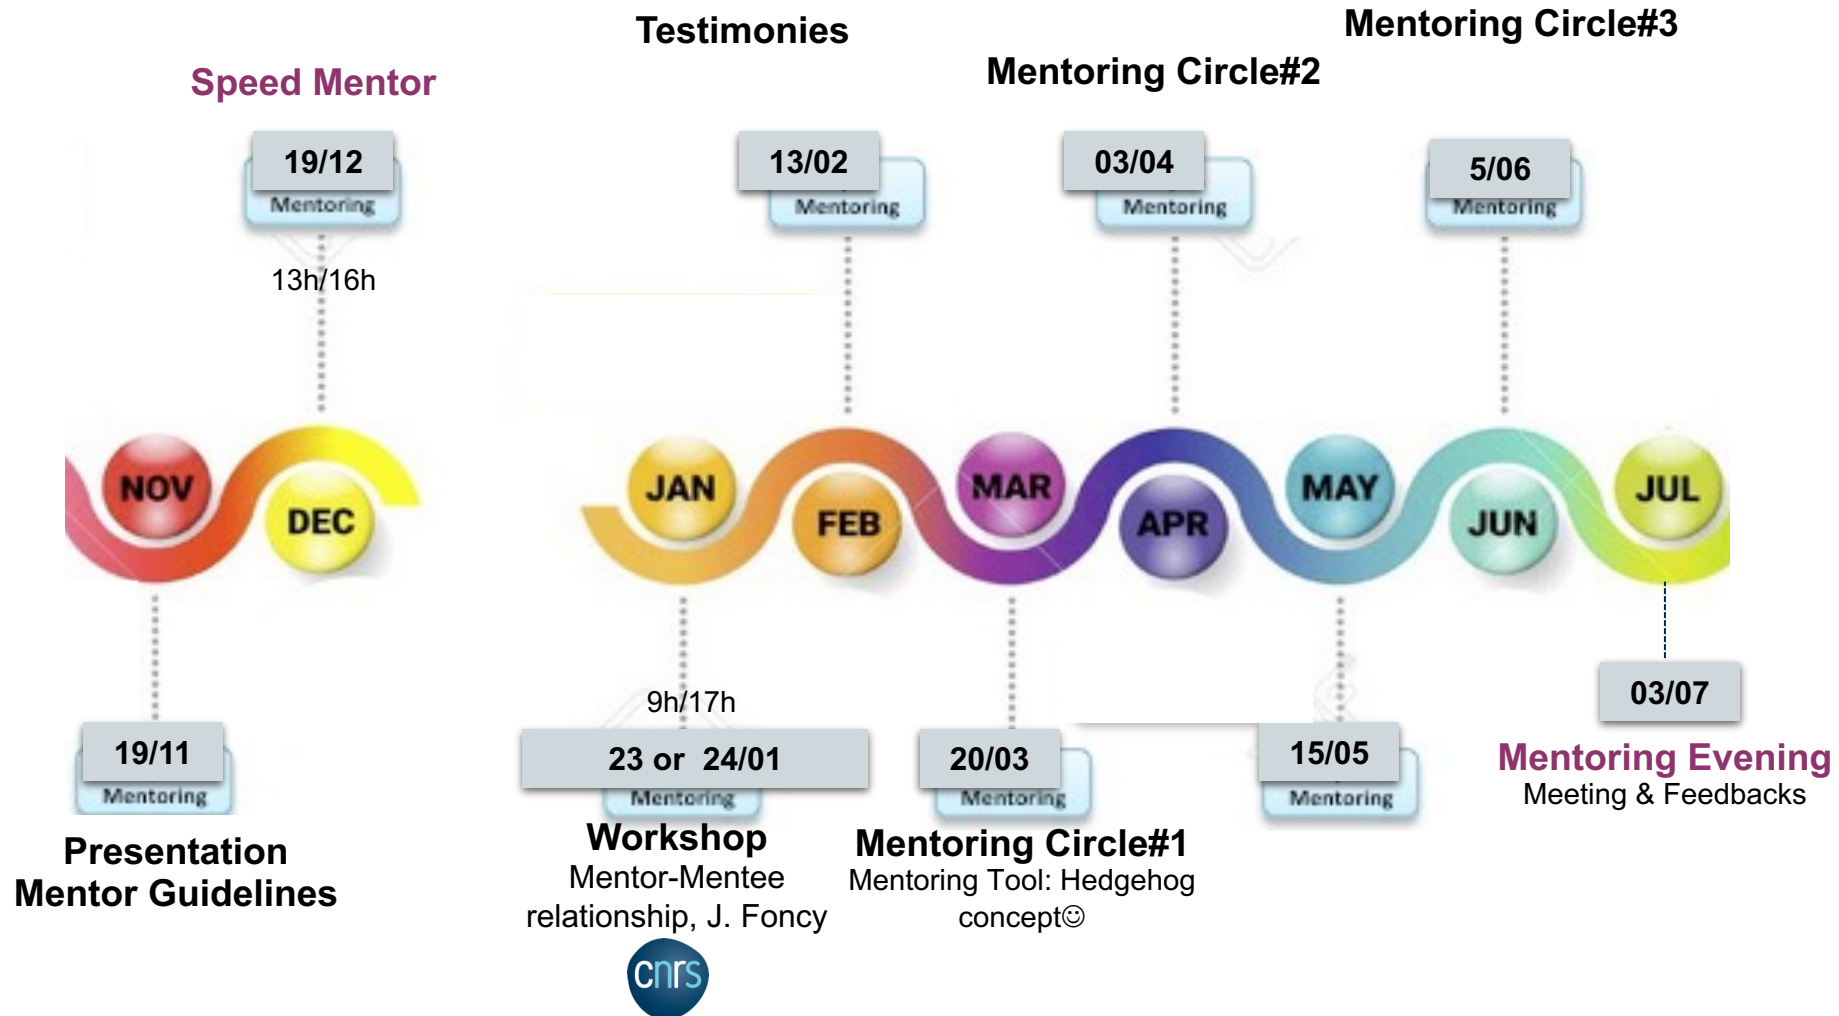 Testimonies
Mentoring Circle#3
Speed Mentor
Mentoring Circle#2
19/12
Mentoring
13/02
Mentoring
03/04
Mentoring
5/06
Mentoring
13h/16h
NOV
DEC
JAN
FEB
MAR
APR
MAY
JUN
JUL
19/11
Mentoring
Presentation
Mentor Guidelines
9h/17h
23 or 24/01
Mentoring
Workshop
Mentor-Mentee
relationship, J. Foncy
cnrs
20/03
Mentoring
Mentoring Circle#1
Mentoring Tool: Hedgehog
concept☺
15/05
Mentoring
03/07
Mentoring Evening
Meeting & Feedbacks